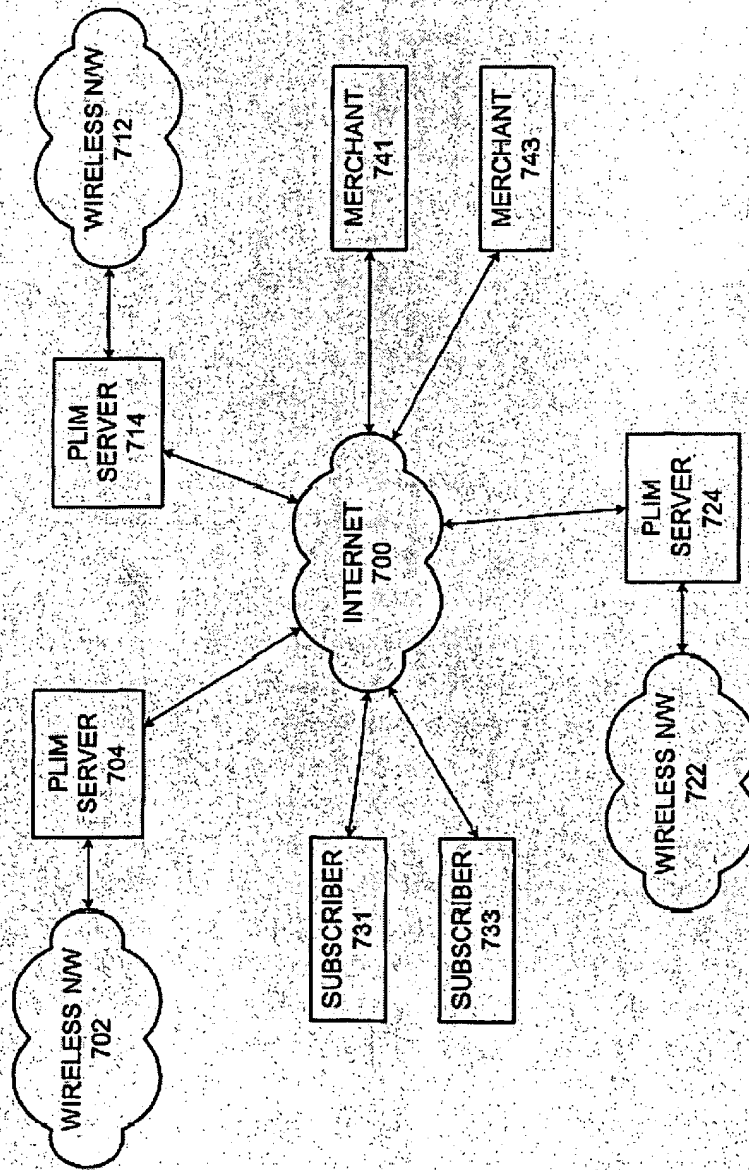 WIRELESS N/W
702
PLIM
SERVER
704
PLIM
SERVER
714
WIRELESS N/W
712
SUBSCRIBER
731
SUBSCRIBER
733
INTERNET
700
MERCHANT
741
MERCHANT
743
WIRELESS N/W
722
PLIM
SERVER
724